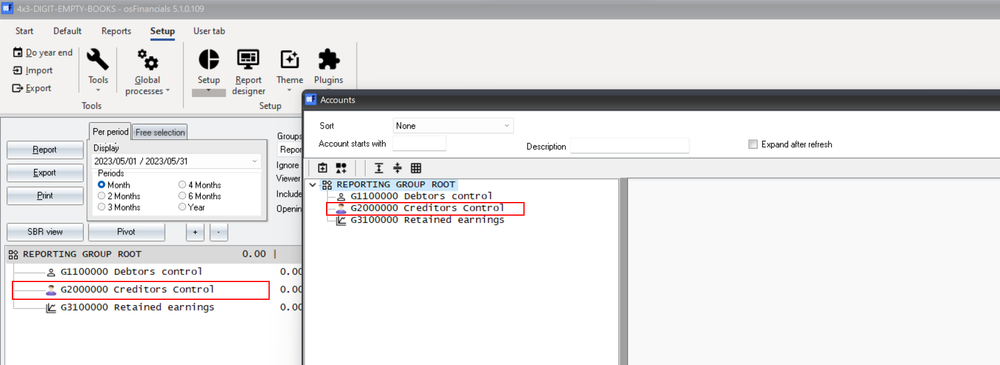 4x3-DIGIT-EMPTY-BOOKS - osFinancials 5.1.0.109
Start Default Reports Setup User tab
Do year end
Import
Export
Tools
Global processes
Tools
Setup
Report designer
Theme
Plugins
Setup
Report
Export
Print
Per period Free selection
Display
2023/05/01 / 2023/05/31
Periods
Month 4 Months
2 Months 6 Months
3 Months Year
Groups
Repor
Ignore
Viewer
Include
Openin
SBR view Pivot + -
REPORTING GROUP ROOT 0.00 |
G1100000 Debtors control 0.00
G2000000 Creditors Control 0.00
G3100000 Retained earnings 0.00
osF Accounts
Sort None
Account starts with Description Expand after refresh
REPORTING GROUP ROOT
G1100000 Debtors control
G2000000 Creditors Control
G3100000 Retained earnings